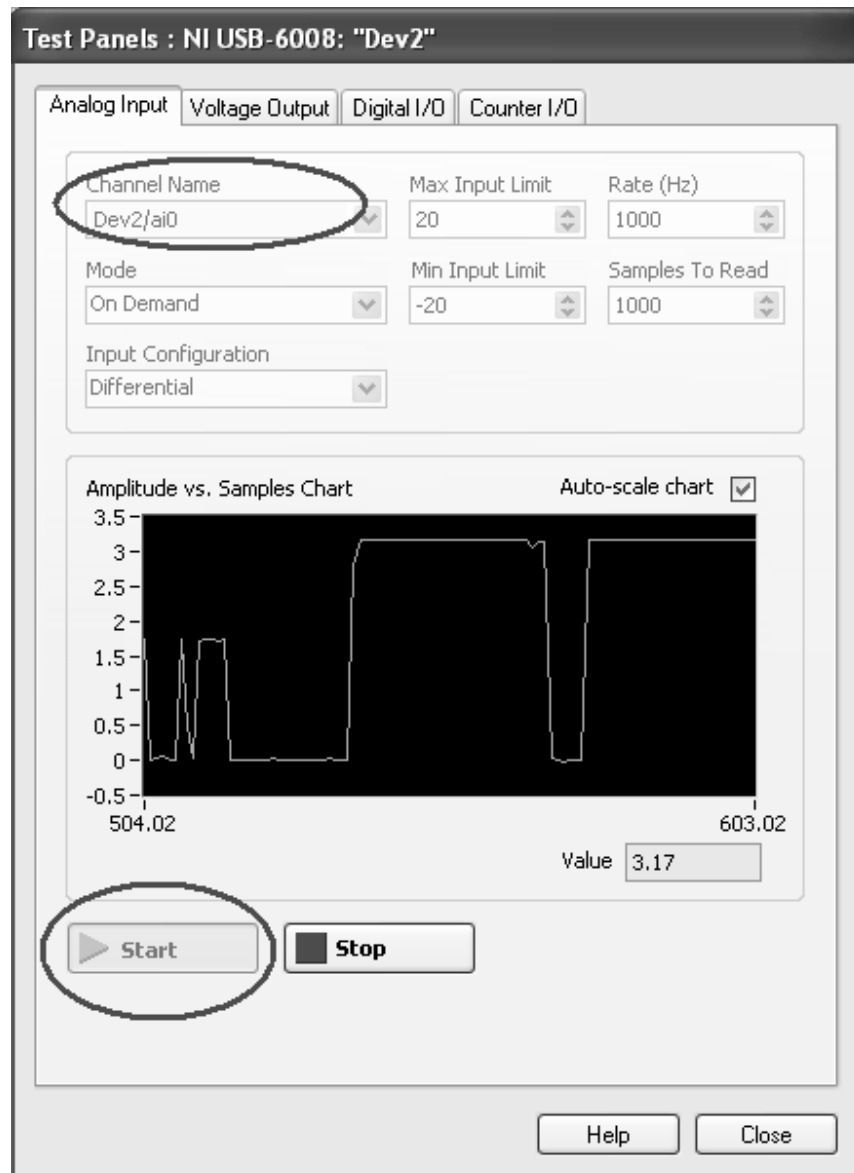 Test Panels : NI USB-6008: "Dev2"
Analog Input Voltage Output Digital I/O Counter I/O
Channel Name Max Input Limit Rate (Hz)
Dev2/ai0 20 1000
Mode Min Input Limit Samples To Read
On Demand -20 1000
Input Configuration
Differential
Amplitude vs. Samples Chart Auto-scale chart
3.5
3
2.5
2
1.5
1
0.5
0
-0.5
504.02 603.02
Value 3.17
Start Stop
Help Close